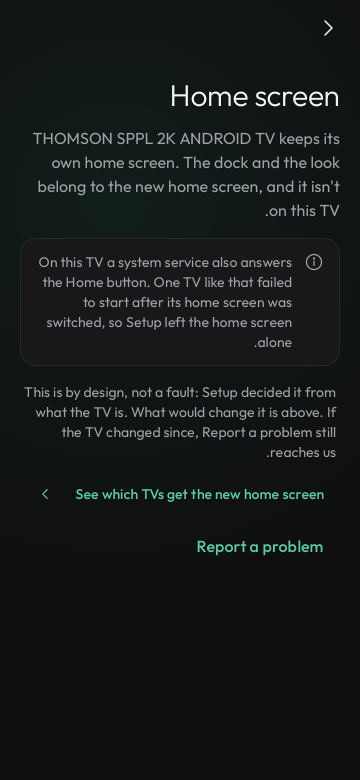 Home screen
THOMSON SPPL 2K ANDROID TV keeps its
own home screen. The dock and the look
belong to the new home screen, and it isn't
on this TV.
On this TV a system service also answers
the Home button. One TV like that failed
to start after its home screen was
switched, so Setup left the home screen
alone.
This is by design, not a fault: Setup decided it from
what the TV is. What would change it is above. If
the TV changed since, Report a problem still
reaches us.
See which TVs get the new home screen
Report a problem